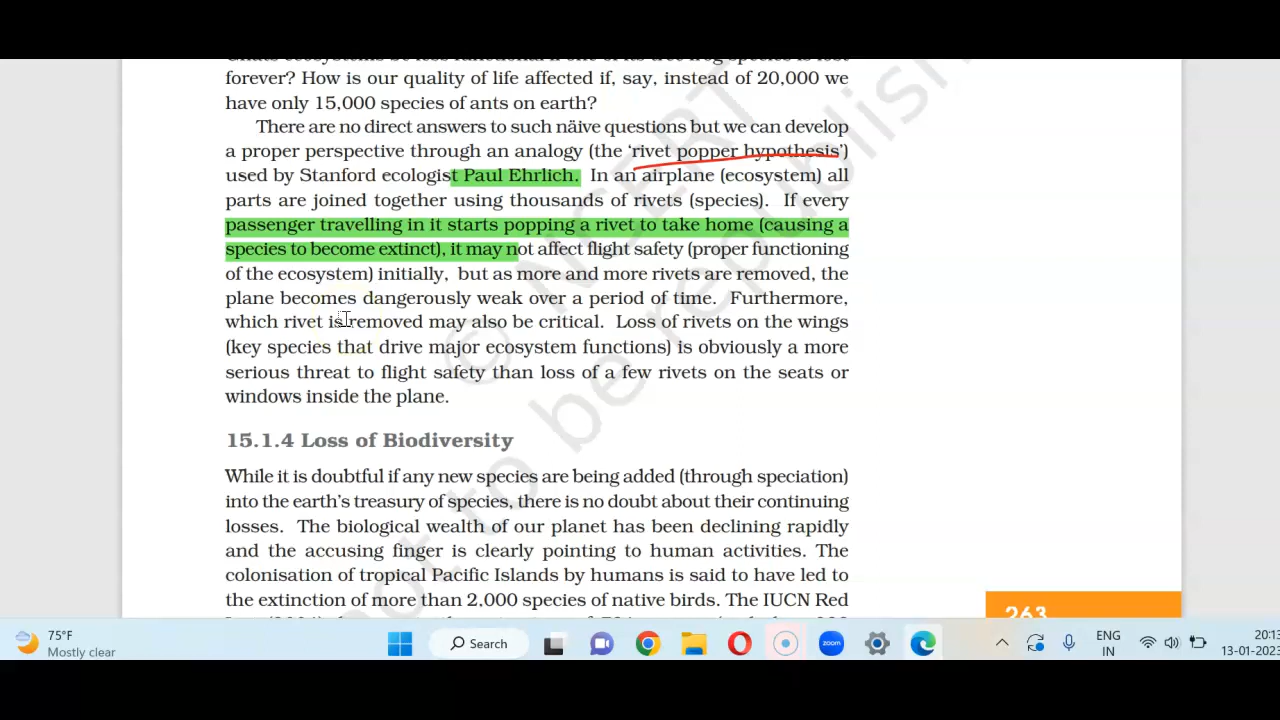 forever? How is our quality of life affected if, say, instead of 20,000 we
have only 15,000 species of ants on earth?
There are no direct answers to such näive questions but we can develop
a proper perspective through an analogy (the ‘rivet popper hypothesis’)
used by Stanford ecologist Paul Ehrlich. In an airplane (ecosystem) all
parts are joined together using thousands of rivets (species). If every
passenger travelling in it starts popping a rivet to take home (causing a
species to become extinct), it may not affect flight safety (proper functioning
of the ecosystem) initially, but as more and more rivets are removed, the
plane becomes dangerously weak over a period of time. Furthermore,
which rivet is removed may also be critical. Loss of rivets on the wings
(key species that drive major ecosystem functions) is obviously a more
serious threat to flight safety than loss of a few rivets on the seats or
windows inside the plane.
15.1.4 Loss of Biodiversity
While it is doubtful if any new species are being added (through speciation)
into the earth’s treasury of species, there is no doubt about their continuing
losses. The biological wealth of our planet has been declining rapidly
and the accusing finger is clearly pointing to human activities. The
colonisation of tropical Pacific Islands by humans is said to have led to
the extinction of more than 2,000 species of native birds. The IUCN Red
263
© NCERT
not to be republish
75°F
Mostly clear
Search
zoom
ENG
IN
20:13
13-01-2023